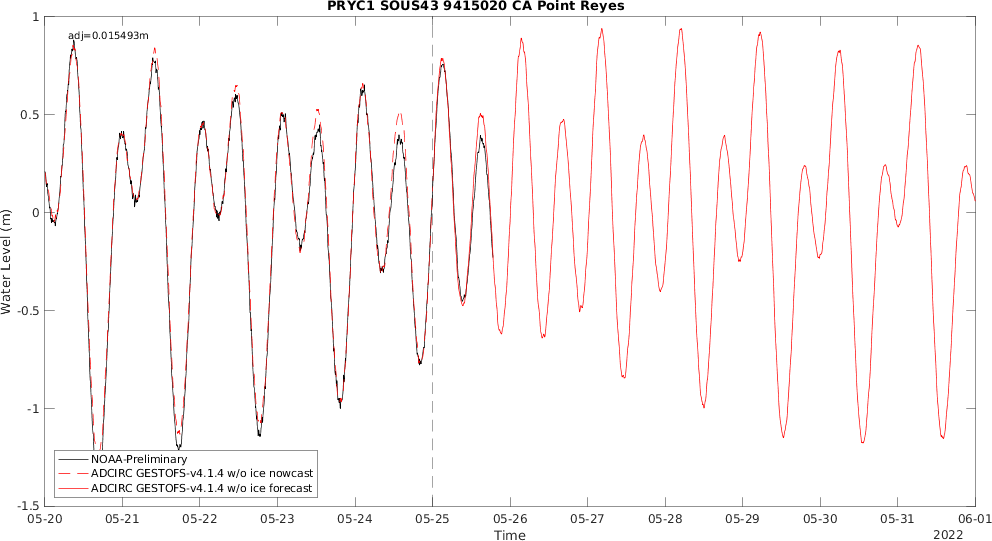 PRYC1 SOUS43 9415020 CA Point Reyes
adj=0.015493m
1
0.5
0
-0.5
-1
-1.5
Water Level (m)
NOAA-Preliminary
ADCIRC GESTOFS-v4.1.4 w/o ice nowcast
ADCIRC GESTOFS-v4.1.4 w/o ice forecast
05-20 05-21 05-22 05-23 05-24 05-25 05-26 05-27 05-28 05-29 05-30 05-31 06-01
Time
2022